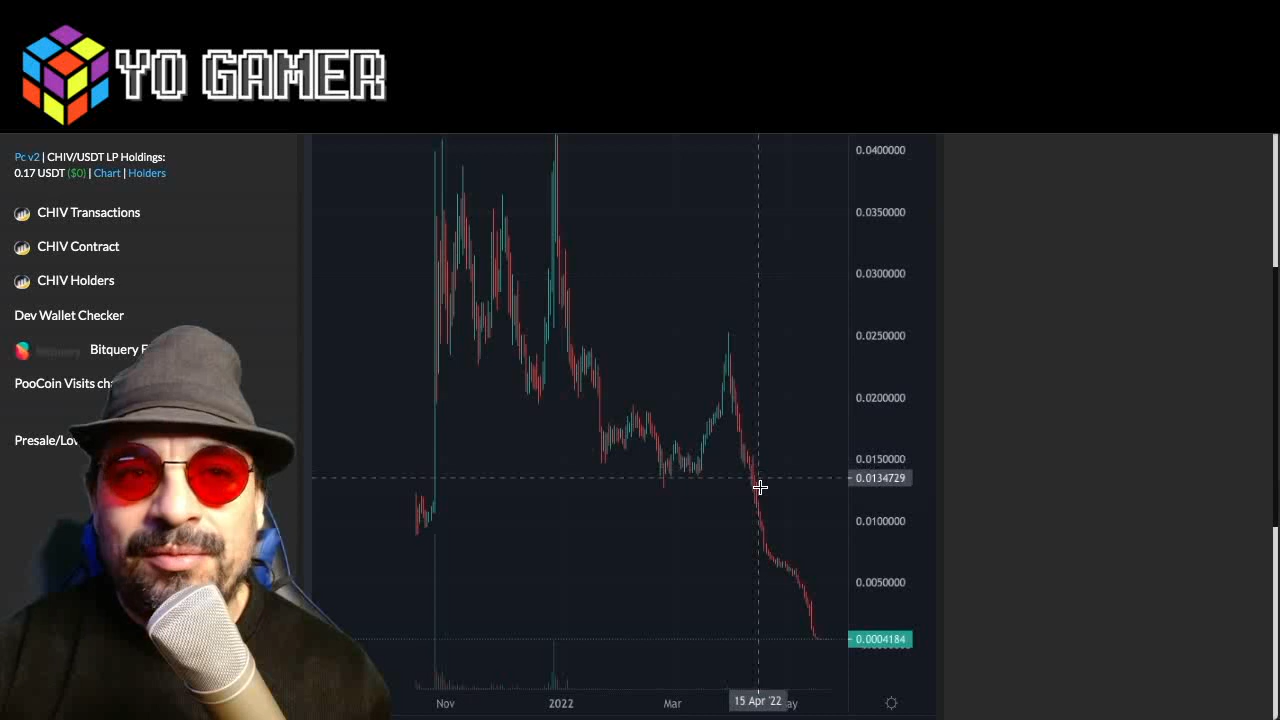 YO GAMER
Pc v2 | CHIV/USDT LP Holdings:
0.17 USDT ($0) | Chart | Holders
CHIV Transactions
CHIV Contract
CHIV Holders
Dev Wallet Checker
Bitquery
PooCoin Visits
0.0400000
0.0350000
0.0300000
0.0250000
0.0200000
0.0150000
0.0134729
0.0100000
0.0050000
0.0004184
Nov
2022
Mar
15 Apr '22